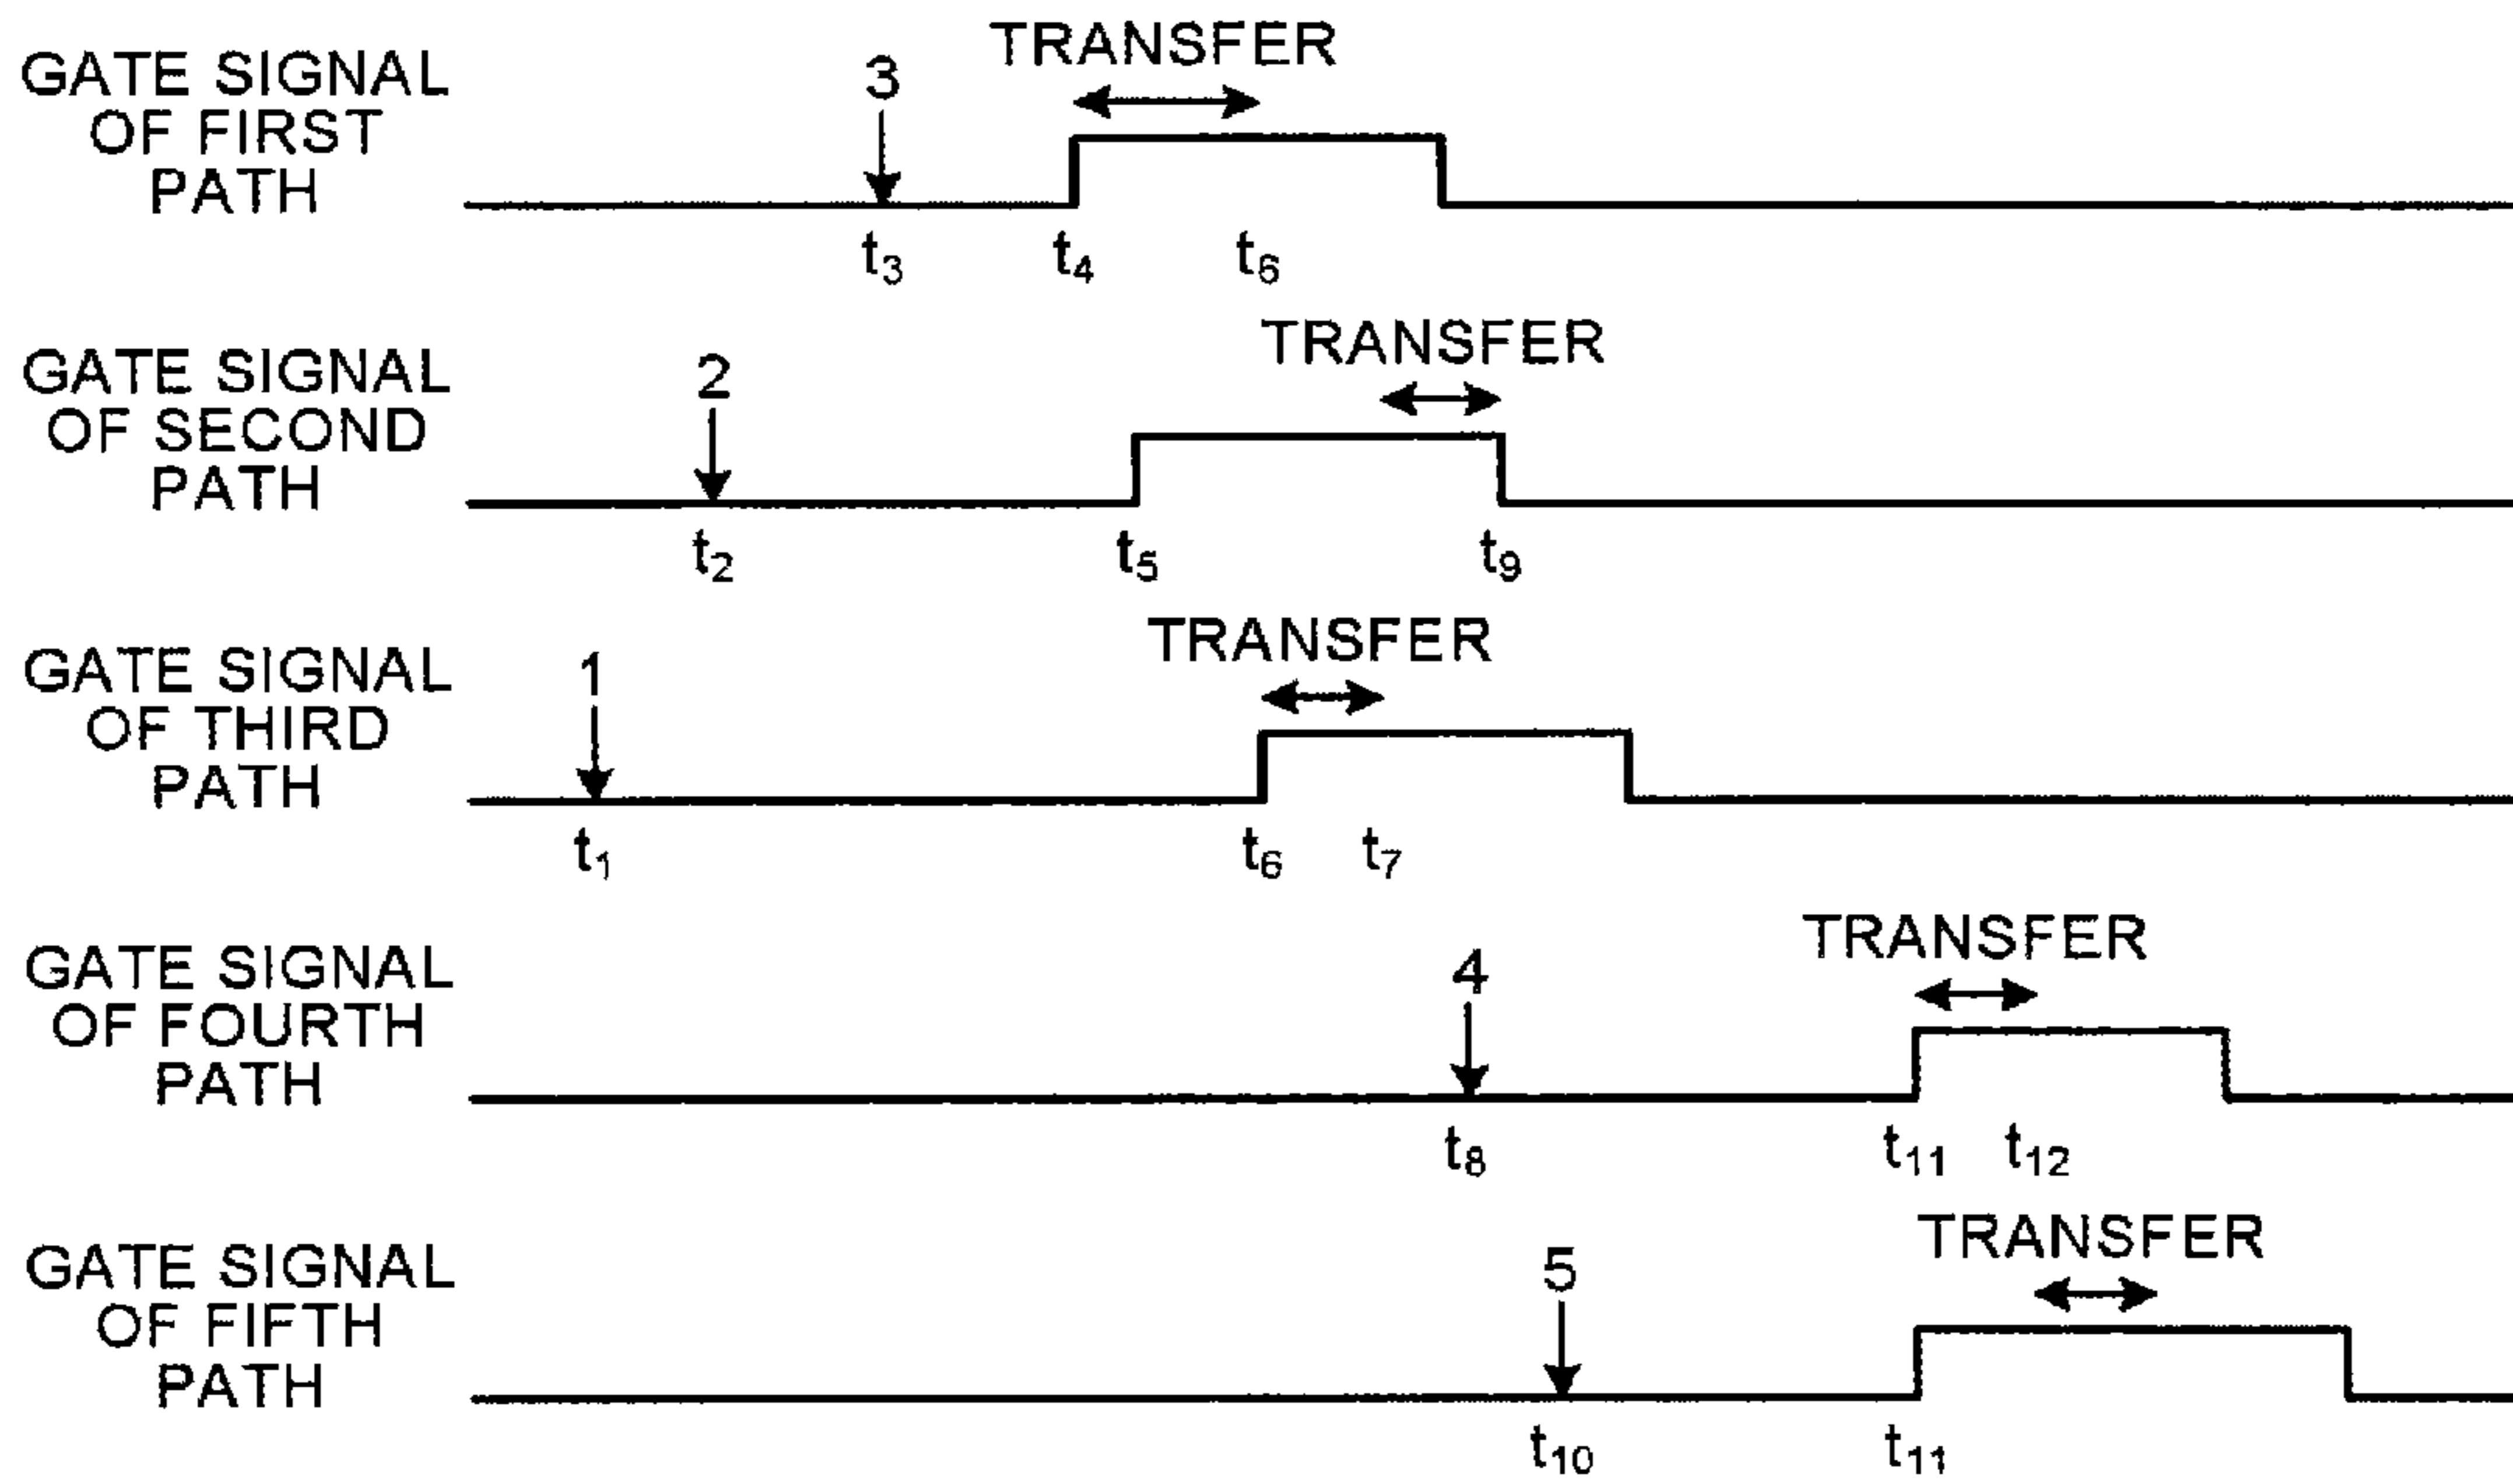 TRANSFER
GATE SIGNAL
OF FIRST
PATH
3
t3
t4
t6
TRANSFER
GATE SIGNAL
OF SECOND
PATH
2
t2
t5
t9
TRANSFER
GATE SIGNAL
OF THIRD
PATH
1
t1
t6
t7
TRANSFER
GATE SIGNAL
OF FOURTH
PATH
4
t8
t11
t12
TRANSFER
GATE SIGNAL
OF FIFTH
PATH
5
t10
t11